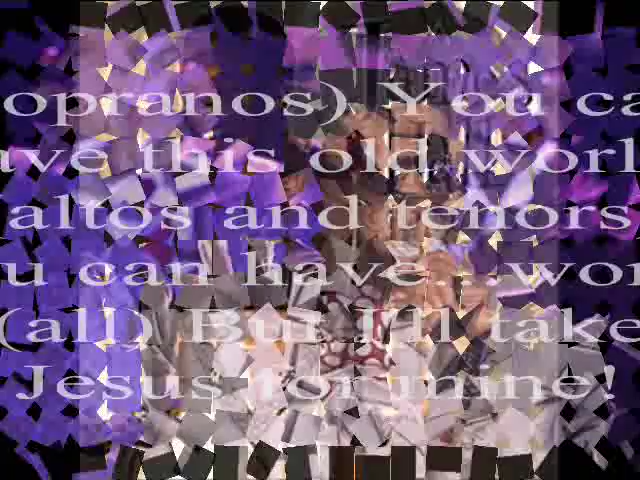 opranos) You ca
ave this old worl
altos and tenors
u can have...wor
(all) But I'll take
Jesus for mine!